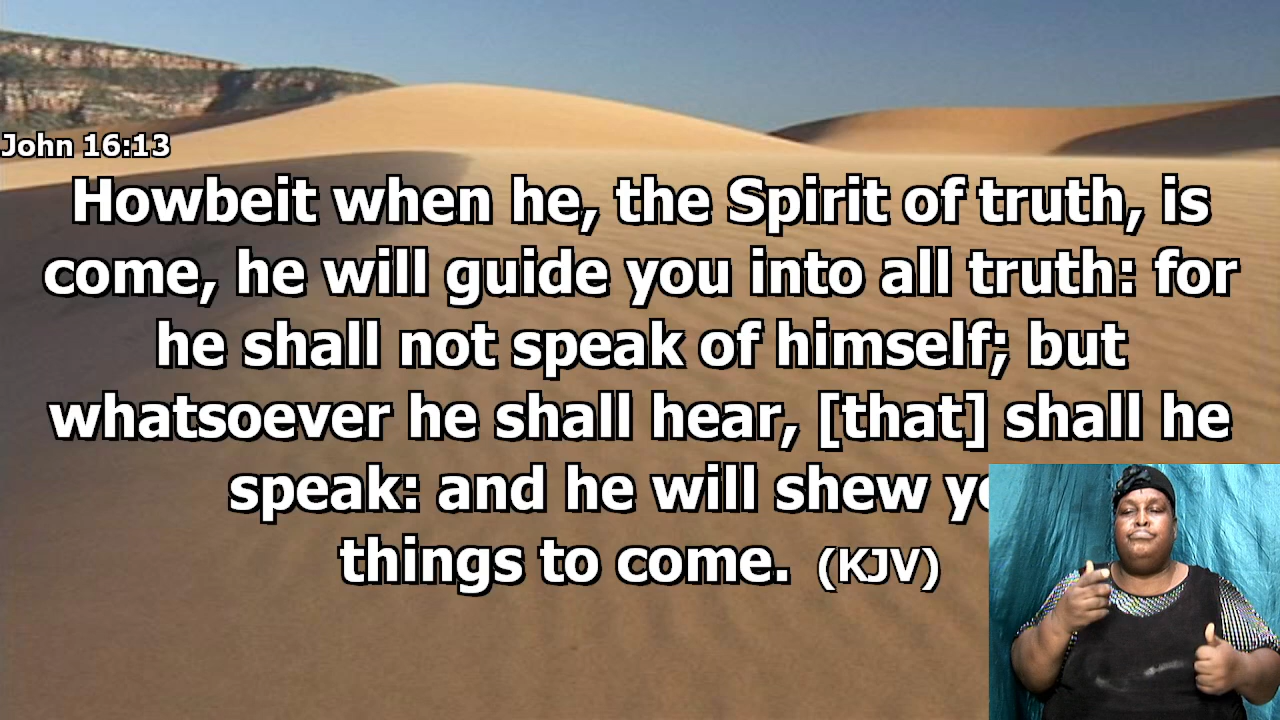 John 16:13
Howbeit when he, the Spirit of truth, is
come, he will guide you into all truth: for
he shall not speak of himself; but
whatsoever he shall hear, [that] shall he
speak: and he will shew
things to come. (KJV)